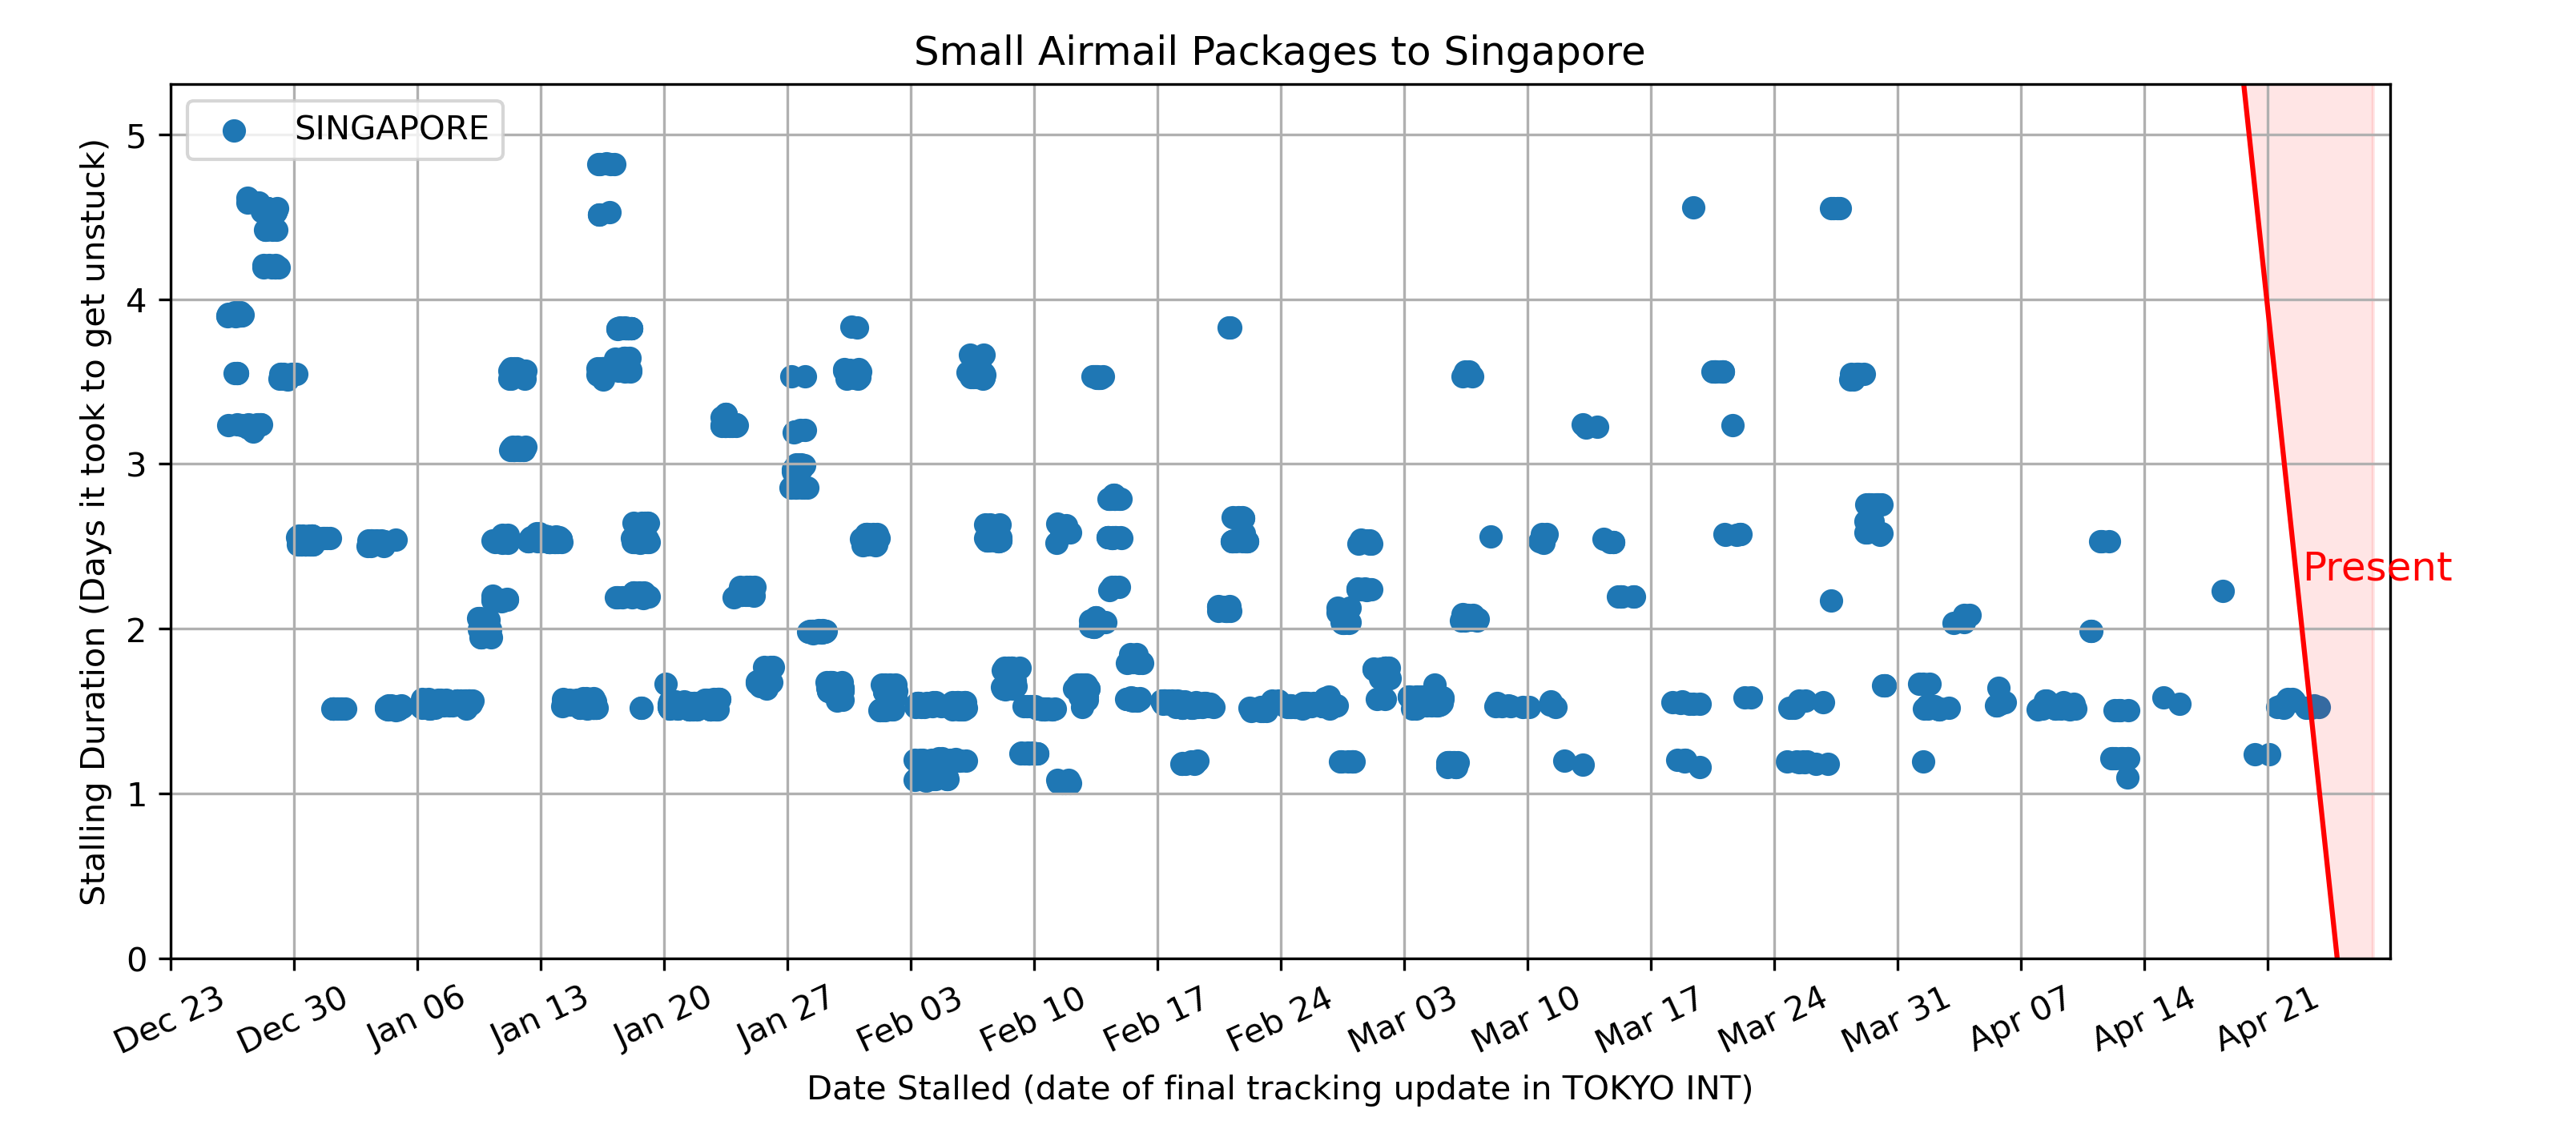 Small Airmail Packages to Singapore
SINGAPORE
Stalling Duration (Days it took to get unstuck)
5
4
3
2
1
0
Present
Dec 23
Dec 30
Jan 06
Jan 13
Jan 20
Jan 27
Feb 03
Feb 10
Feb 17
Feb 24
Mar 03
Mar 10
Mar 17
Mar 24
Mar 31
Apr 07
Apr 14
Apr 21
Date Stalled (date of final tracking update in TOKYO INT)